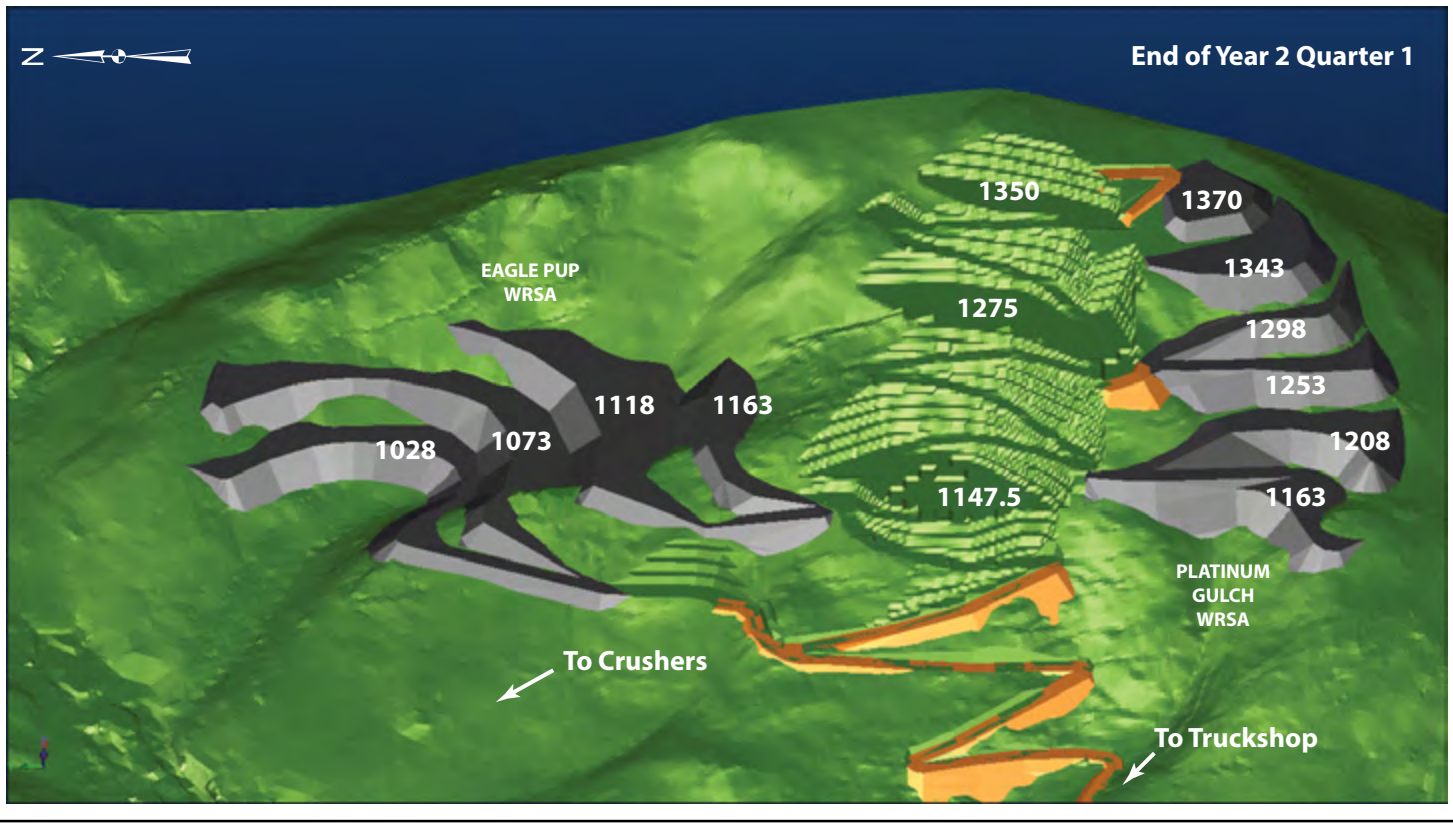 Z
End of Year 2 Quarter 1
1350
1370
1343
EAGLE PUP
WRSA
1275
1298
1253
1118
1163
1028
1073
1208
1147.5
1163
PLATINUM
GULCH
WRSA
To Crushers
To Truckshop